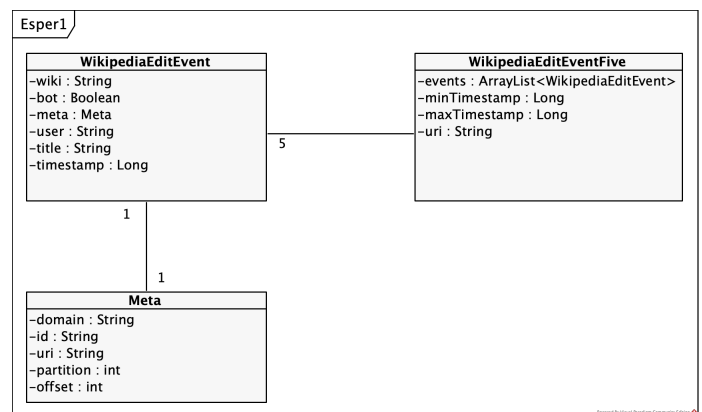 Esper1
WikipediaEditEvent
-wiki : String
-bot : Boolean
-meta : Meta
-user : String
-title : String
-timestamp : Long
WikipediaEditEventFive
-events : ArrayList<WikipediaEditEvent>
-minTimestamp : Long
-maxTimestamp : Long
-uri : String
5
1
1
Meta
-domain : String
-id : String
-uri : String
-partition : int
-offset : int